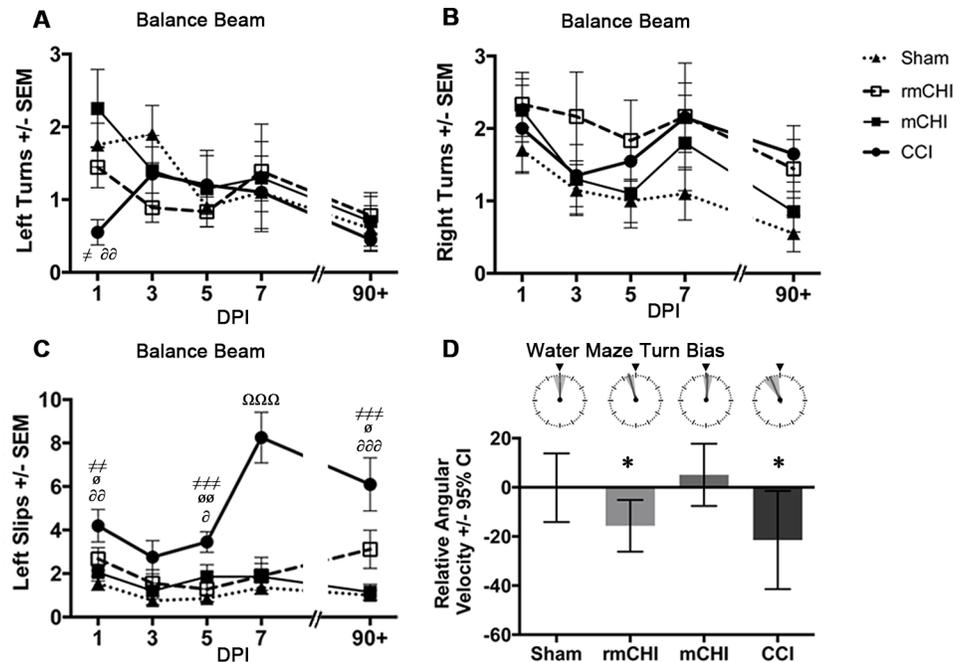 A Balance Beam
Left Turns +/- SEM
3
2
1
0
≠ ∂∂
1 3 5 7 90+
DPI
B Balance Beam
Right Turns +/- SEM
3
2
1
0
1 3 5 7 90+
DPI
Sham
rmCHI
mCHI
CCI
C Balance Beam
Left Slips +/- SEM
10
8
6
4
2
0
≠≠
ø
∂∂
≠≠≠
øø
∂
ΩΩΩ
≠≠≠
ø
∂∂∂
1 3 5 7 90+
DPI
D Water Maze Turn Bias
Relative Angular
Velocity +/- 95% CI
20
0
-20
-40
-60
* *
Sham rmCHI mCHI CCI